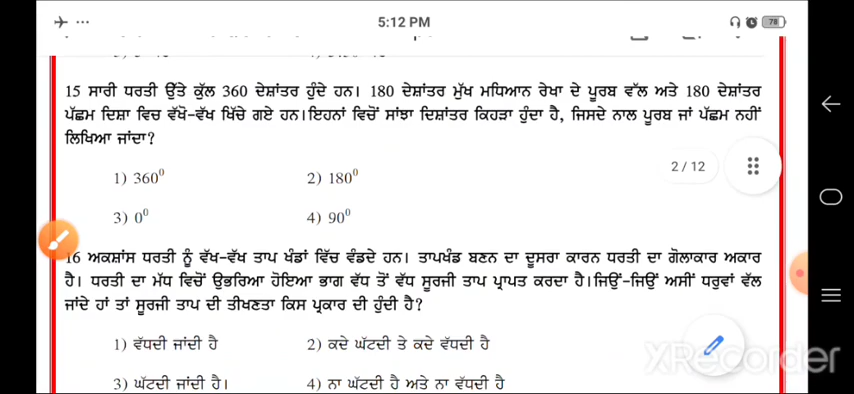 5:12 PM
78
15 ਸਾਰੀ ਧਰਤੀ ਉੱਤੇ ਕੁੱਲ 360 ਦੇਸ਼ਾਂਤਰ ਹੁੰਦੇ ਹਨ। 180 ਦੇਸ਼ਾਂਤਰ ਮੁੱਖ ਮਧਿਆਨ ਰੇਖਾ ਦੇ ਪੂਰਬ ਵੱਲ ਅਤੇ 180 ਦੇਸ਼ਾਂਤਰ
ਪੱਛਮ ਦਿਸ਼ਾ ਵਿਚ ਵੱਖੋ-ਵੱਖ ਖਿੱਚੇ ਗਏ ਹਨ।ਇਹਨਾਂ ਵਿਚੋਂ ਸਾਂਝਾ ਦਿਸ਼ਾਂਤਰ ਕਿਹੜਾ ਹੁੰਦਾ ਹੈ, ਜਿਸਦੇ ਨਾਲ ਪੂਰਬ ਜਾਂ ਪੱਛਮ ਨਹੀਂ
ਲਿਖਿਆ ਜਾਂਦਾ?
1) 360⁰ 2) 180⁰
2 / 12
3) 0⁰ 4) 90⁰
16 ਅਕਸ਼ਾਂਸ ਧਰਤੀ ਨੂੰ ਵੱਖ-ਵੱਖ ਤਾਪ ਖੰਡਾਂ ਵਿੱਚ ਵੰਡਦੇ ਹਨ। ਤਾਪਖੰਡ ਬਣਨ ਦਾ ਦੂਸਰਾ ਕਾਰਨ ਧਰਤੀ ਦਾ ਗੋਲਾਕਾਰ ਅਕਾਰ
ਹੈ। ਧਰਤੀ ਦਾ ਮੱਧ ਵਿਚੋਂ ਉਭਰਿਆ ਹੋਇਆ ਭਾਗ ਵੱਧ ਤੋਂ ਵੱਧ ਸੂਰਜੀ ਤਾਪ ਪ੍ਰਾਪਤ ਕਰਦਾ ਹੈ।ਜਿਉਂ-ਜਿਉਂ ਅਸੀਂ ਧਰੁਵਾਂ ਵੱਲ
ਜਾਂਦੇ ਹਾਂ ਤਾਂ ਸੂਰਜੀ ਤਾਪ ਦੀ ਤੀਖਣਤਾ ਕਿਸ ਪ੍ਰਕਾਰ ਦੀ ਹੁੰਦੀ ਹੈ?
1) ਵੱਧਦੀ ਜਾਂਦੀ ਹੈ 2) ਕਦੇ ਘੱਟਦੀ ਤੇ ਕਦੇ ਵੱਧਦੀ ਹੈ
XRecorder
3) ਘੱਟਦੀ ਜਾਂਦੀ ਹੈ। 4) ਨਾ ਘੱਟਦੀ ਹੈ ਅਤੇ ਨਾ ਵੱਧਦੀ ਹੈ